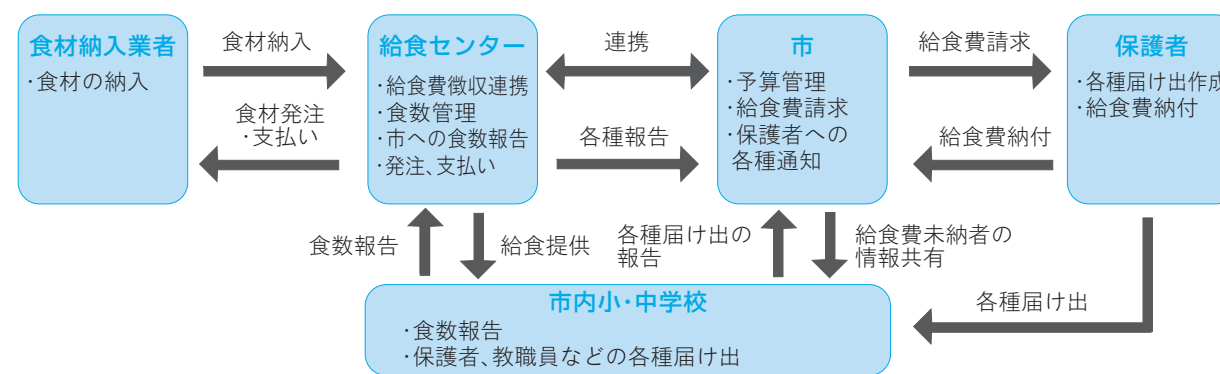 食材納入業者
・食材の納入
食材納入
食材発注
・支払い
給食センター
・給食費徴収連携
・食数管理
・市への食数報告
・発注、支払い
連携
各種報告
市
・予算管理
・給食費請求
・保護者への
各種通知
給食費請求
給食費納付
保護者
・各種届け出作成
・給食費納付
食数報告
給食提供
各種届け出の
報告
給食費未納者の
情報共有
各種届け出
市内小・中学校
・食数報告
・保護者、教職員などの各種届け出